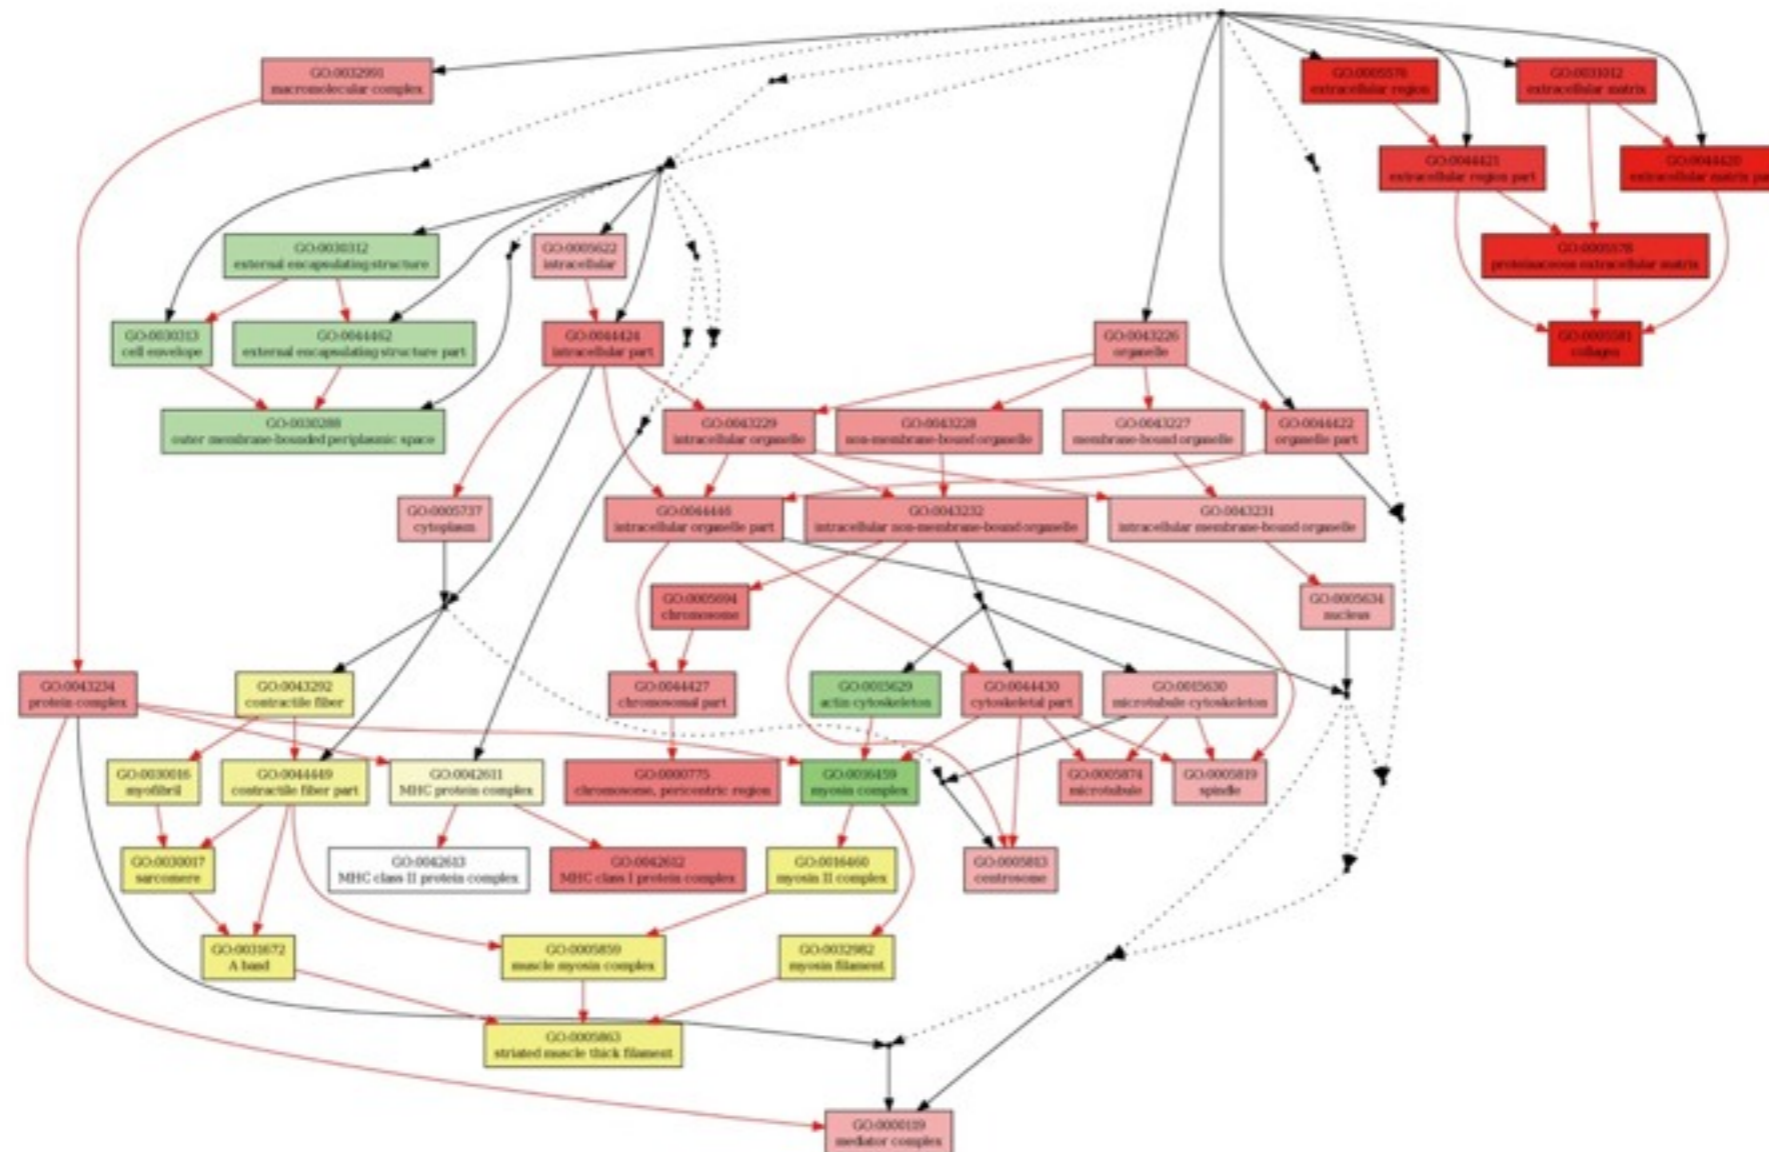 GO:0032991
macromolecular complex
GO:0005576
extracellular region
GO:0031012
extracellular matrix
GO:0044421
extracellular region part
GO:0044420
extracellular matrix pa
GO:0030312
external encapsulating structure
GO:0005622
intracellular
GO:0005578
proteinaceous extracellular matrix
GO:0030313
cell envelope
GO:0044462
external encapsulating structure part
GO:0044424
intracellular part
GO:0043226
organelle
GO:0005581
collagen
GO:0030288
outer membrane-bounded periplasmic space
GO:0043229
intracellular organelle
GO:0043228
non-membrane-bound organelle
GO:0043227
membrane-bound organelle
GO:0044422
organelle part
GO:0005737
cytoplasm
GO:0044446
intracellular organelle part
GO:0043232
intracellular non-membrane-bound organelle
GO:0043231
intracellular membrane-bound organelle
GO:0005694
chromosome
GO:0005634
nucleus
GO:0043234
protein complex
GO:0043292
contractile fiber
GO:0044427
chromosomal part
GO:0015629
actin cytoskeleton
GO:0044430
cytoskeletal part
GO:0015630
microtubule cytoskeleton
GO:0030016
myofibril
GO:0044449
contractile fiber part
GO:0042611
MHC protein complex
GO:0000775
chromosome, pericentric region
GO:0016459
myosin complex
GO:0005874
microtubule
GO:0005819
spindle
GO:0030017
sarcomere
GO:0042613
MHC class II protein complex
GO:0042612
MHC class I protein complex
GO:0016460
myosin II complex
GO:0005813
centrosome
GO:0031672
A band
GO:0005859
muscle myosin complex
GO:0032982
myosin filament
GO:0005863
striated muscle thick filament
GO:0000119
mediator complex